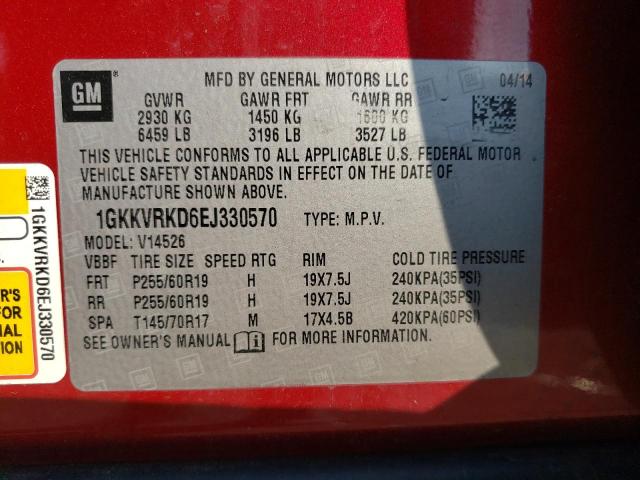 GM
MFD BY GENERAL MOTORS LLC 04/14
GVWR GAWR FRT GAWR RR
2930 KG 1450 KG 1600 KG
6459 LB 3196 LB 3527 LB
THIS VEHICLE CONFORMS TO ALL APPLICABLE U.S. FEDERAL MOTOR
VEHICLE SAFETY STANDARDS IN EFFECT ON THE DATE OF
MANUFACTURE SHOWN ABOVE.
1GKKVRKD6EJ330570 TYPE: M.P.V.
MODEL: V14526
VBBF TIRE SIZE SPEED RTG RIM COLD TIRE PRESSURE
FRT P255/60R19 H 19X7.5J 240KPA(35PSI)
RR P255/60R19 H 19X7.5J 240KPA(35PSI)
SPA T145/70R17 M 17X4.5B 420KPA(60PSI)
SEE OWNER'S MANUAL FOR MORE INFORMATION.
1GKKVRKD6EJ330570
R'S
FOR
NAL
TION